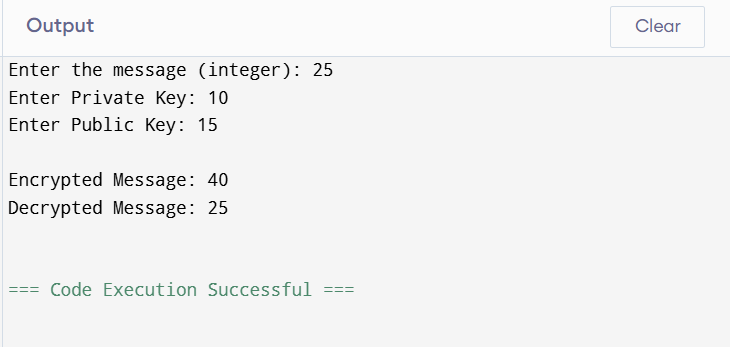 Output
Clear
Enter the message (integer): 25
Enter Private Key: 10
Enter Public Key: 15
Encrypted Message: 40
Decrypted Message: 25
=== Code Execution Successful ===